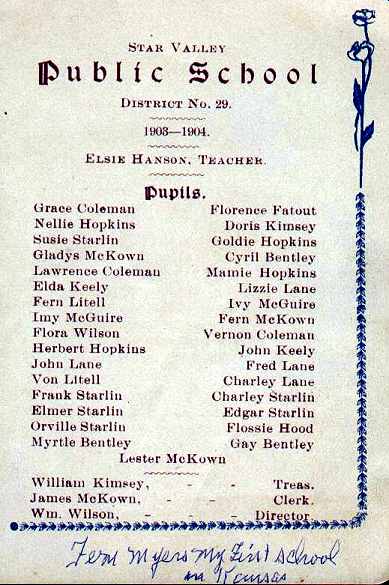 STAR VALLEY
Public School
DISTRICT NO. 29.
1903—1904.
ELSIE HANSON, TEACHER.
Pupils.
Grace Coleman Florence Fatout
Nellie Hopkins Doris Kimsey
Susie Starlin Goldie Hopkins
Gladys McKown Cyril Bentley
Lawrence Coleman Mamie Hopkins
Elda Keely Lizzie Lane
Fern Litell Ivy McGuire
Imy McGuire Fern McKown
Flora Wilson Vernon Coleman
Herbert Hopkins John Keely
John Lane Fred Lane
Von Litell Charley Lane
Frank Starlin Charley Starlin
Elmer Starlin Edgar Starlin
Orville Starlin Flossie Hood
Myrtle Bentley Gay Bentley
Lester McKown
William Kimsey, - - Treas.
James McKown, - - Clerk.
Wm. Wilson, - - Director.
Fern Myers My First school
in Kansas